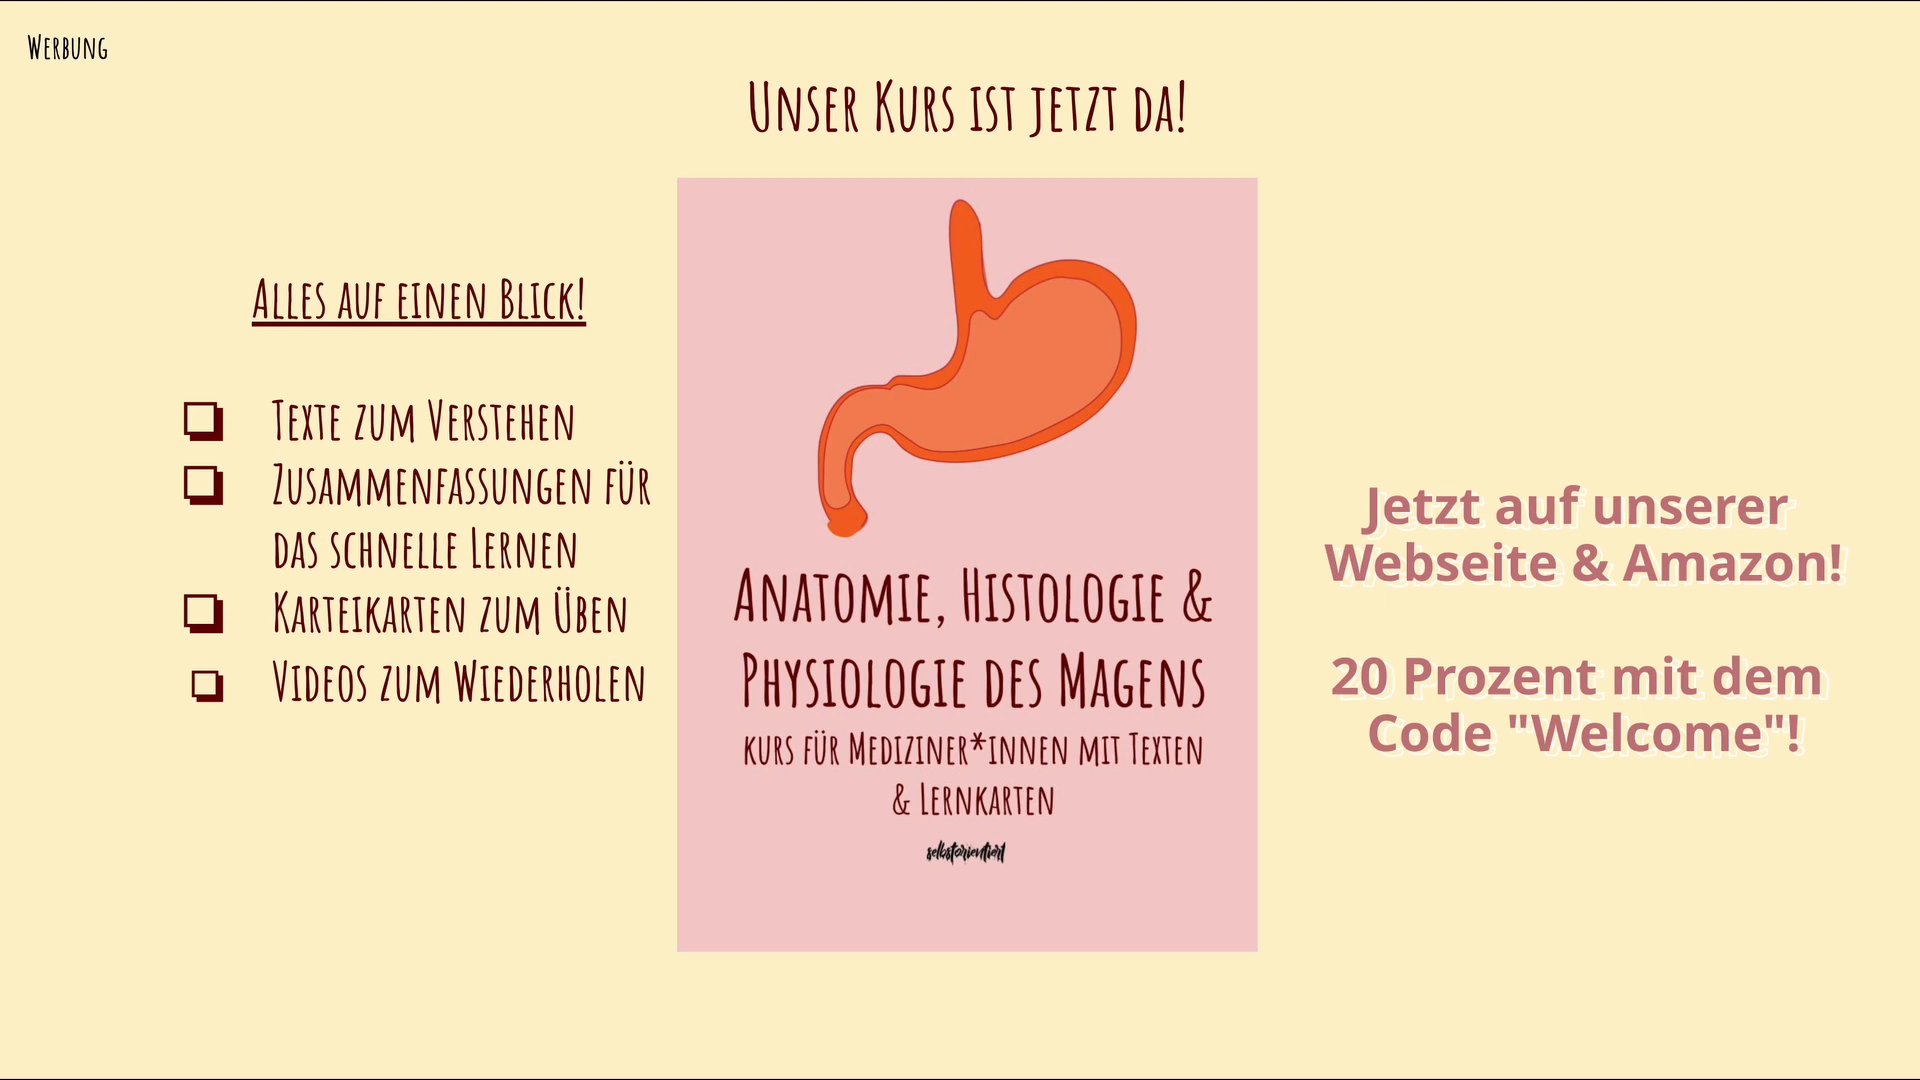 Werbung
Unser Kurs ist jetzt da!
Alles auf einen Blick!
Texte zum Verstehen
Zusammenfassungen für
das schnelle Lernen
Karteikarten zum Üben
Videos zum Wiederholen
Anatomie, Histologie &
Physiologie des Magens
kurs für Mediziner*innen mit Texten
& Lernkarten
selbstorientiert
Jetzt auf unserer
Webseite & Amazon!
20 Prozent mit dem
Code "Welcome"!